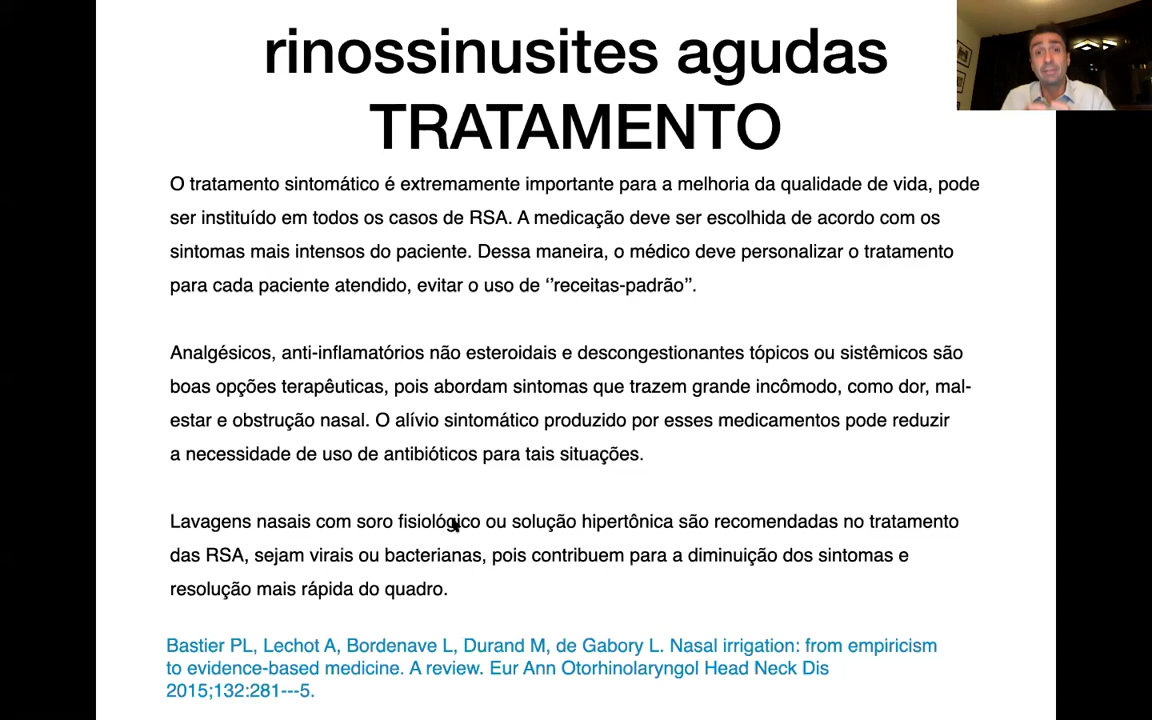 rinossinusites agudas
TRATAMENTO
O tratamento sintomático é extremamente importante para a melhoria da qualidade de vida, pode
ser instituído em todos os casos de RSA. A medicação deve ser escolhida de acordo com os
sintomas mais intensos do paciente. Dessa maneira, o médico deve personalizar o tratamento
para cada paciente atendido, evitar o uso de ‘’receitas-padrão’’.
Analgésicos, anti-inflamatórios não esteroidais e descongestionantes tópicos ou sistêmicos são
boas opções terapêuticas, pois abordam sintomas que trazem grande incômodo, como dor, mal-
estar e obstrução nasal. O alívio sintomático produzido por esses medicamentos pode reduzir
a necessidade de uso de antibióticos para tais situações.
Lavagens nasais com soro fisiológico ou solução hipertônica são recomendadas no tratamento
das RSA, sejam virais ou bacterianas, pois contribuem para a diminuição dos sintomas e
resolução mais rápida do quadro.
Bastier PL, Lechot A, Bordenave L, Durand M, de Gabory L. Nasal irrigation: from empiricism
to evidence-based medicine. A review. Eur Ann Otorhinolaryngol Head Neck Dis
2015;132:281---5.